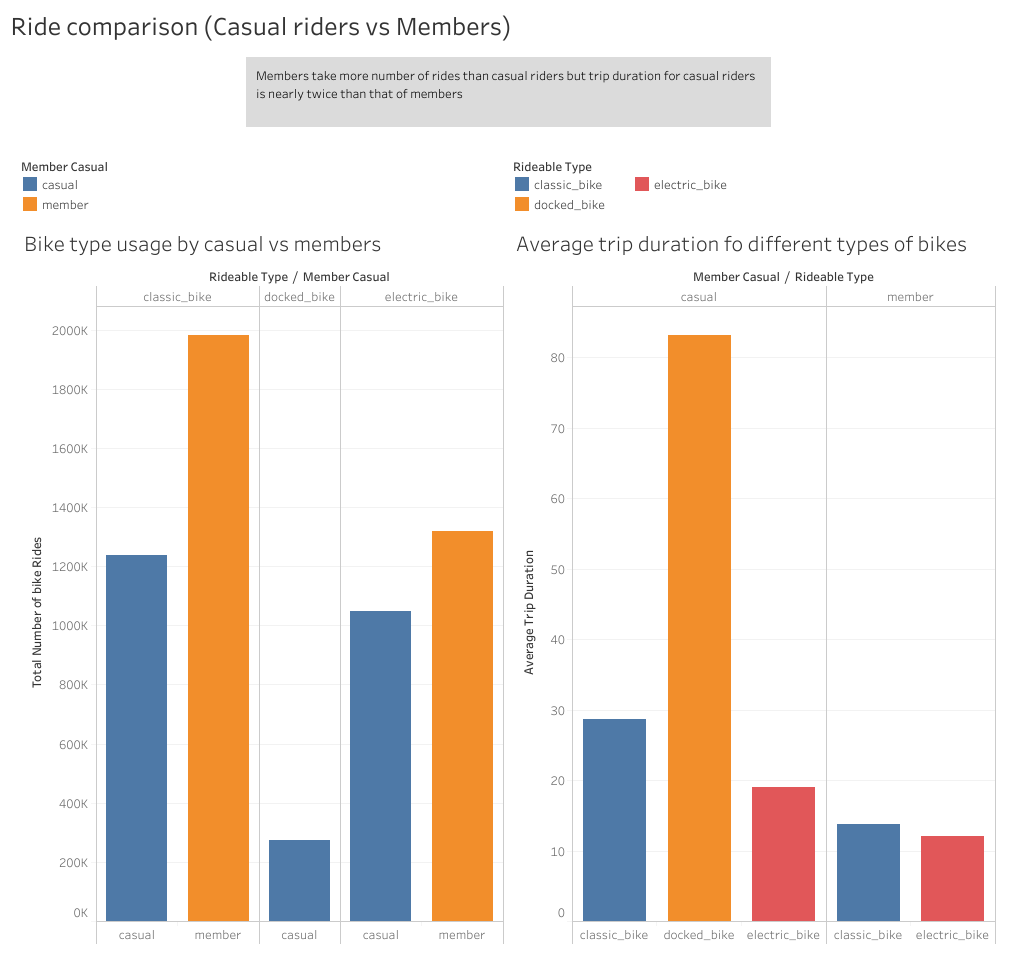 Ride comparison (Casual riders vs Members)
Members take more number of rides than casual riders but trip duration for casual riders
is nearly twice than that of members
Member Casual
casual
member
Rideable Type
classic_bike
electric_bike
docked_bike
Bike type usage by casual vs members
Rideable Type / Member Casual
classic_bike
docked_bike
electric_bike
Total Number of bike Rides
2000K
1800K
1600K
1400K
1200K
1000K
800K
600K
400K
200K
0K
casual
member
casual
casual
member
Average trip duration fo different types of bikes
Member Casual / Rideable Type
casual
member
Average Trip Duration
80
70
60
50
40
30
20
10
0
classic_bike
docked_bike
electric_bike
classic_bike
electric_bike